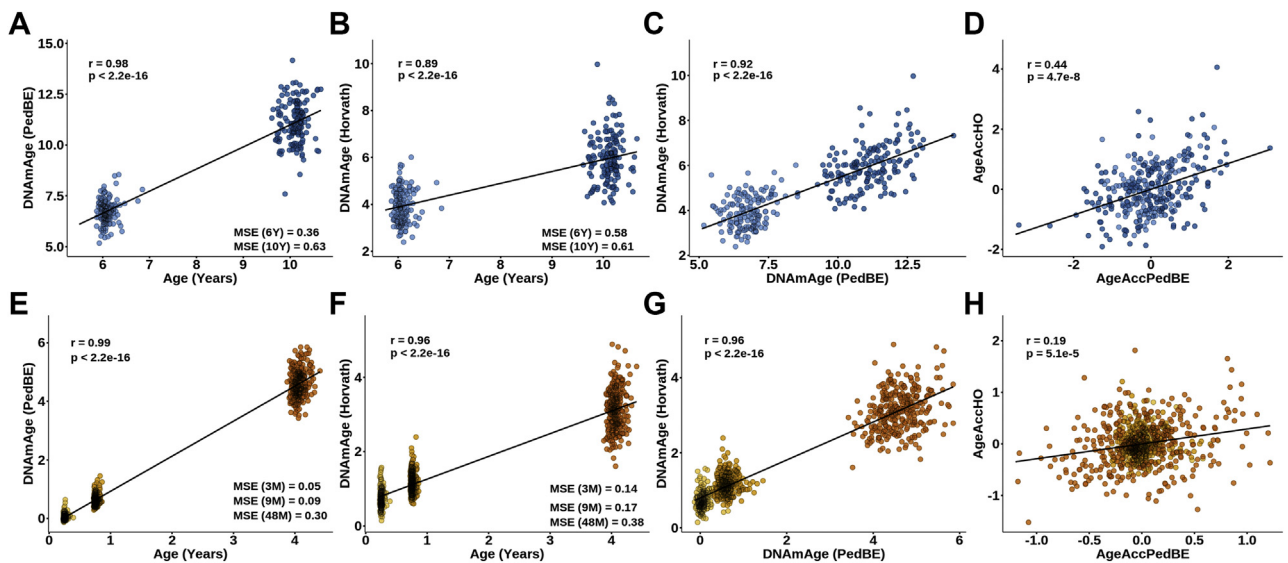 A
15.0
12.5
10.0
7.5
5.0
DNAmAge (PedBE)
r = 0.98
p < 2.2e-16
MSE (6Y) = 0.36
MSE (10Y) = 0.63
6 7 8 9 10
Age (Years)
B
10
8
6
4
2
DNAmAge (Horvath)
r = 0.89
p < 2.2e-16
MSE (6Y) = 0.58
MSE (10Y) = 0.61
6 7 8 9 10
Age (Years)
C
10
8
6
4
2
DNAmAge (Horvath)
r = 0.92
p < 2.2e-16
5.0 7.5 10.0 12.5
DNAmAge (PedBE)
D
4
2
0
-2
AgeAccHO
r = 0.44
p = 4.7e-8
-2 0 2
AgeAccPedBE
E
6
4
2
0
DNAmAge (PedBE)
r = 0.99
p < 2.2e-16
MSE (3M) = 0.05
MSE (9M) = 0.09
MSE (48M) = 0.30
0 1 2 3 4
Age (Years)
F
4
2
0
DNAmAge (Horvath)
r = 0.96
p < 2.2e-16
MSE (3M) = 0.14
MSE (9M) = 0.17
MSE (48M) = 0.38
0 1 2 3 4
Age (Years)
G
4
2
0
DNAmAge (Horvath)
r = 0.96
p < 2.2e-16
0 2 4 6
DNAmAge (PedBE)
H
2
1
0
-1
AgeAccHO
r = 0.19
p = 5.1e-5
-1.0 -0.5 0.0 0.5 1.0
AgeAccPedBE